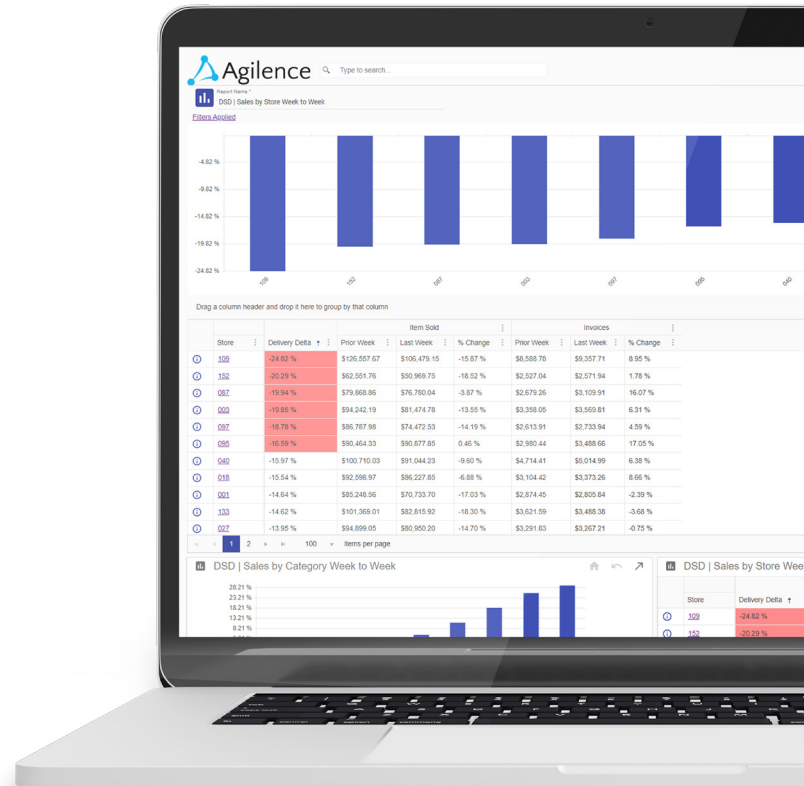 Agilence
Type to search...
Report Name *
DSD | Sales by Store Week to Week
Filters Applied
-4.82 %
-9.82 %
-14.82 %
-19.82 %
-24.82 %
109 152 087 003 097 095 040
Drag a column header and drop it here to group by that column
Item Sold Invoices
Store Delivery Delta ↑ Prior Week Last Week % Change Prior Week Last Week % Change
109 -24.82 % $126,557.67 $106,479.15 -15.87 % $8,588.78 $9,357.71 8.95 %
152 -20.29 % $62,551.76 $50,969.75 -18.52 % $2,527.04 $2,571.94 1.78 %
087 -19.94 % $79,868.86 $76,780.04 -3.87 % $2,679.26 $3,109.91 16.07 %
003 -19.85 % $94,242.19 $81,474.78 -13.55 % $3,358.05 $3,569.81 6.31 %
097 -18.78 % $86,787.98 $74,472.53 -14.19 % $2,613.91 $2,733.94 4.59 %
095 -16.59 % $90,464.33 $90,877.85 0.46 % $2,980.44 $3,488.66 17.05 %
040 -15.97 % $100,710.03 $91,044.23 -9.60 % $4,714.41 $5,014.99 6.38 %
018 -15.54 % $92,596.97 $86,227.85 -6.88 % $3,104.42 $3,373.26 8.66 %
001 -14.64 % $85,248.56 $70,733.70 -17.03 % $2,874.45 $2,805.84 -2.39 %
133 -14.62 % $101,369.01 $82,815.92 -18.30 % $3,621.59 $3,488.38 -3.68 %
027 -13.95 % $94,899.05 $80,950.20 -14.70 % $3,291.83 $3,267.21 -0.75 %
1 2 100 items per page
DSD | Sales by Category Week to Week
28.21 %
23.21 %
18.21 %
13.21 %
8.21 %
DSD | Sales by Store Wee
Store Delivery Delta ↑
109 -24.82 %
152 -20.29 %